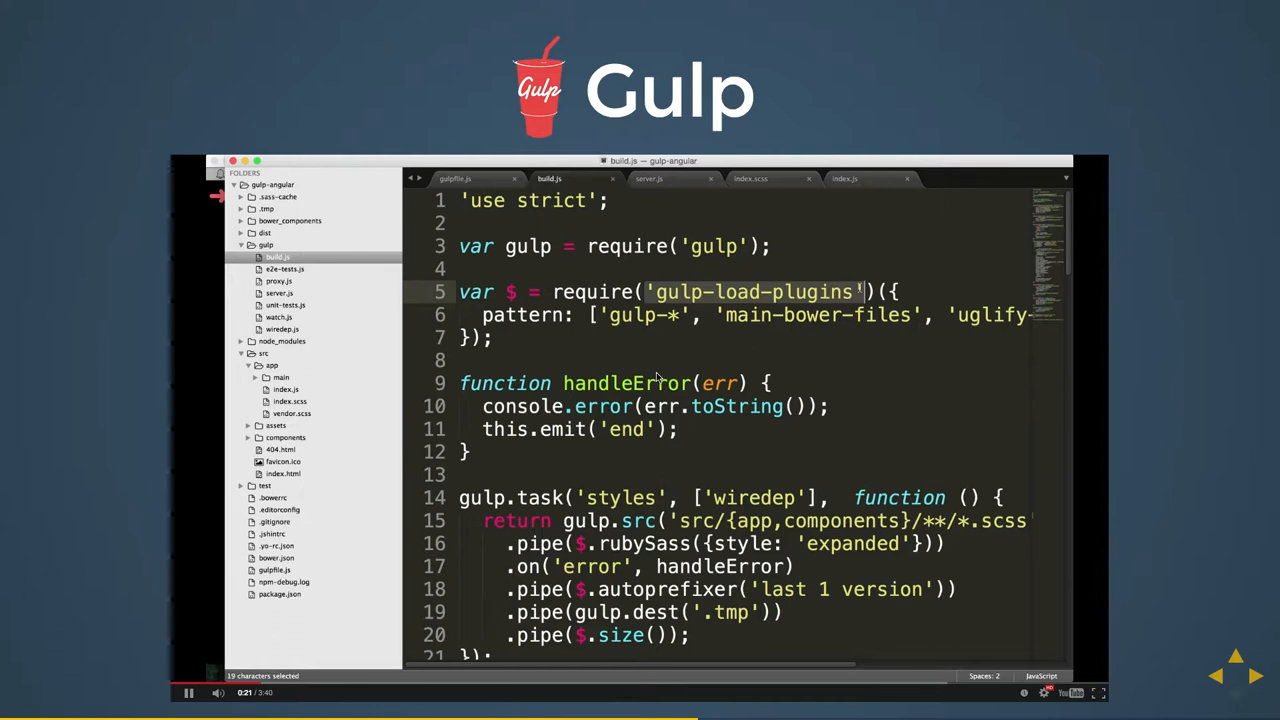 Gulp
Gulp
build.js — gulp-angular
FOLDERS
gulp-angular
.sass-cache
.tmp
bower_components
dist
gulp
build.js
e2e-tests.js
proxy.js
server.js
unit-tests.js
watch.js
wiredep.js
node_modules
src
app
main
index.js
index.scss
vendor.scss
assets
components
404.html
favicon.ico
index.html
test
.bowerrc
.editorconfig
.gitignore
.jshintrc
.yo-rc.json
bower.json
gulpfile.js
npm-debug.log
package.json
gulpfile.js
build.js
server.js
index.scss
index.js
1 'use strict';
2
3 var gulp = require('gulp');
4
5 var $ = require('gulp-load-plugins')({
6 pattern: ['gulp-*', 'main-bower-files', 'uglify-
7 });
8
9 function handleError(err) {
10 console.error(err.toString());
11 this.emit('end');
12 }
13
14 gulp.task('styles', ['wiredep'], function () {
15 return gulp.src('src/{app,components}/**/*.scss
16 .pipe($.rubySass({style: 'expanded'}))
17 .on('error', handleError)
18 .pipe($.autoprefixer('last 1 version'))
19 .pipe(gulp.dest('.tmp'))
20 .pipe($.size());
21 });
19 characters selected
Spaces: 2
JavaScript
0:21 / 3:40
HD
YouTube